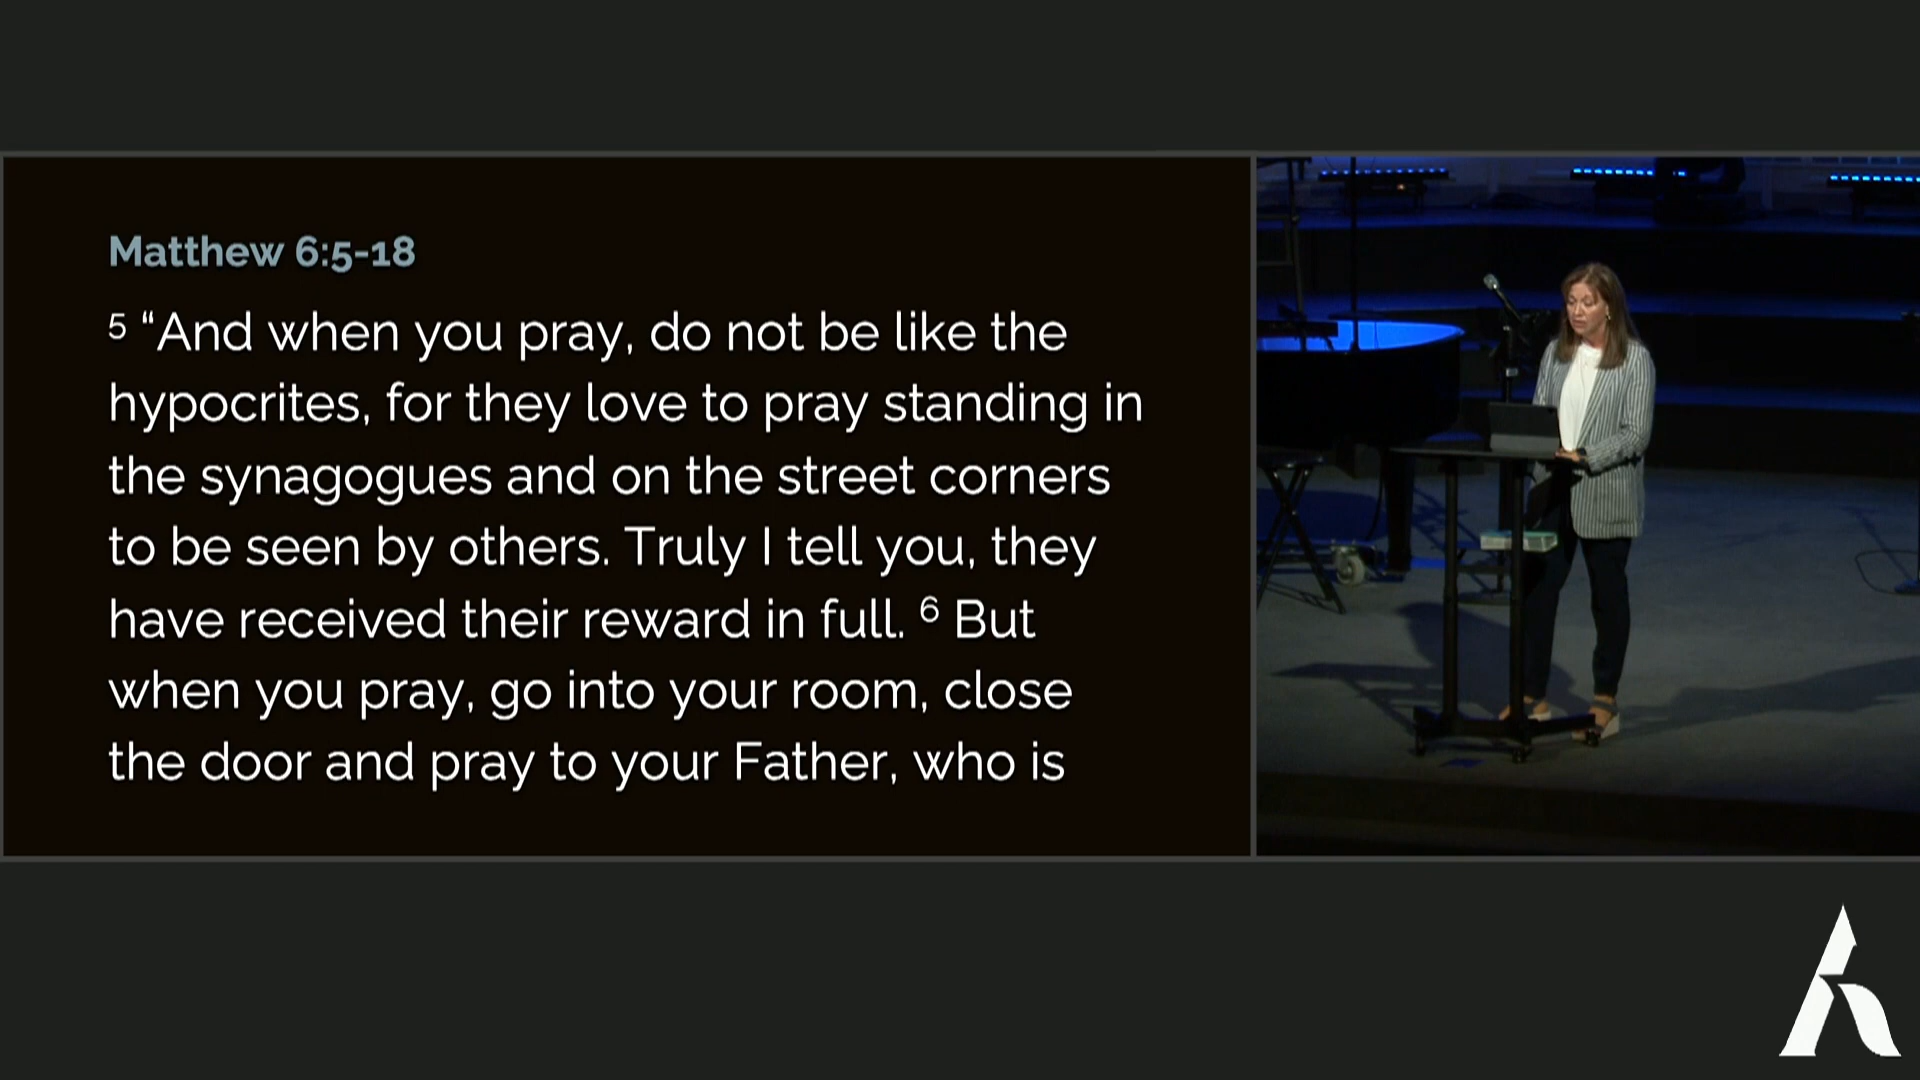 Matthew 6:5-18
5 “And when you pray, do not be like the
hypocrites, for they love to pray standing in
the synagogues and on the street corners
to be seen by others. Truly I tell you, they
have received their reward in full. 6 But
when you pray, go into your room, close
the door and pray to your Father, who is